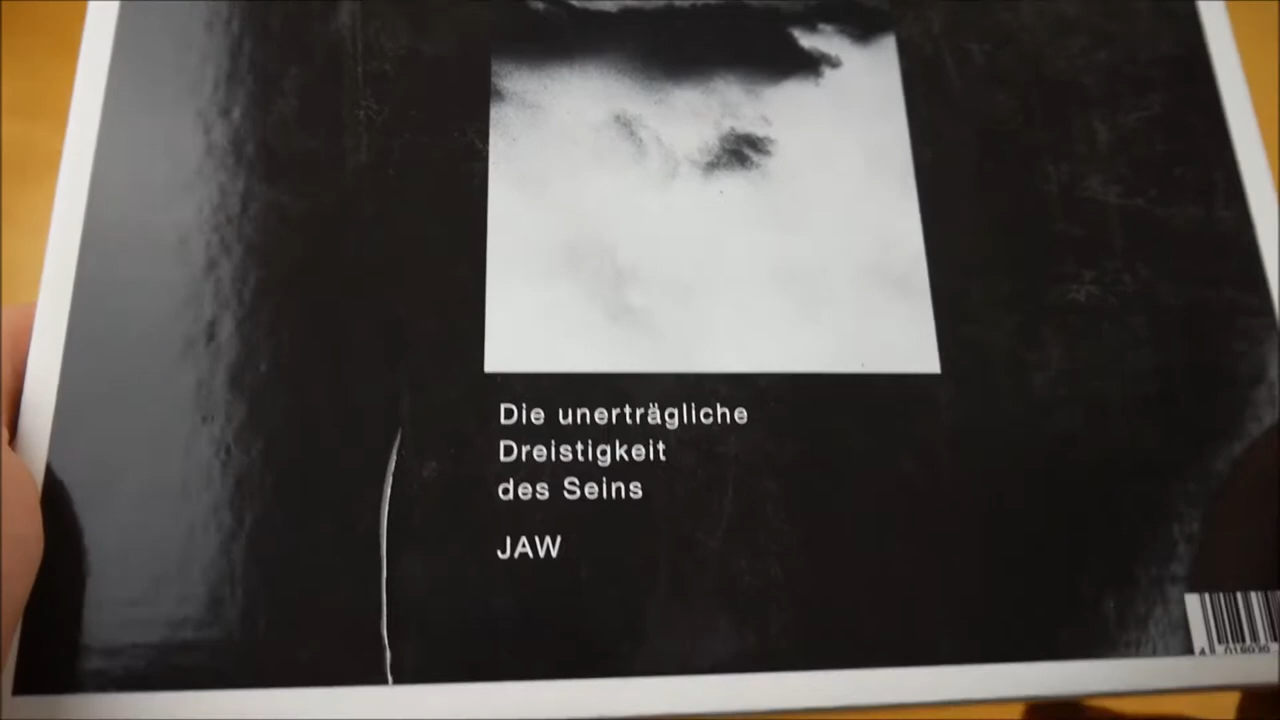 Die unerträgliche
Dreistigkeit
des Seins
JAW